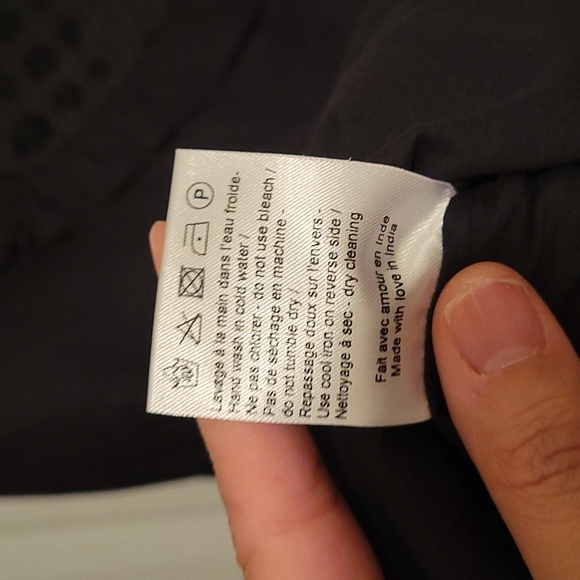 P
Lavage à la main dans l'eau froide-
Hand wash in cold water /
Ne pas chlorer - do not use bleach /
Pas de séchage en machine -
do not tumble dry /
Repassage doux sur l'envers -
Use cool iron on reverse side /
Nettoyage à sec - dry cleaning
Fait avec amour en Inde
Made with love in India